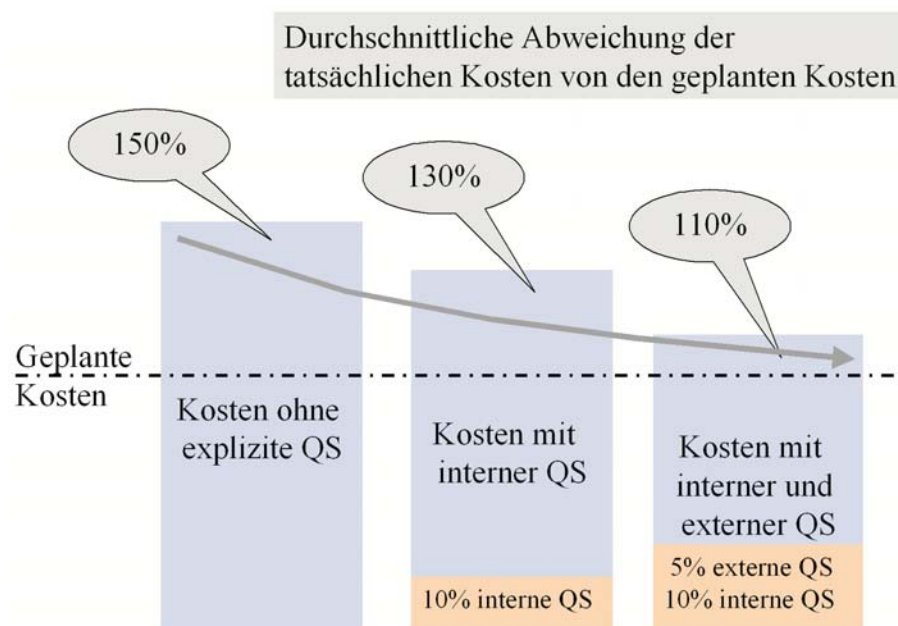 Durchschnittliche Abweichung der
tatsächlichen Kosten von den geplanten Kosten
150%
130%
110%
Geplante
Kosten
Kosten ohne
explizite QS
Kosten mit
interner QS
10% interne QS
Kosten mit
interner und
externer QS
5% externe QS
10% interne QS